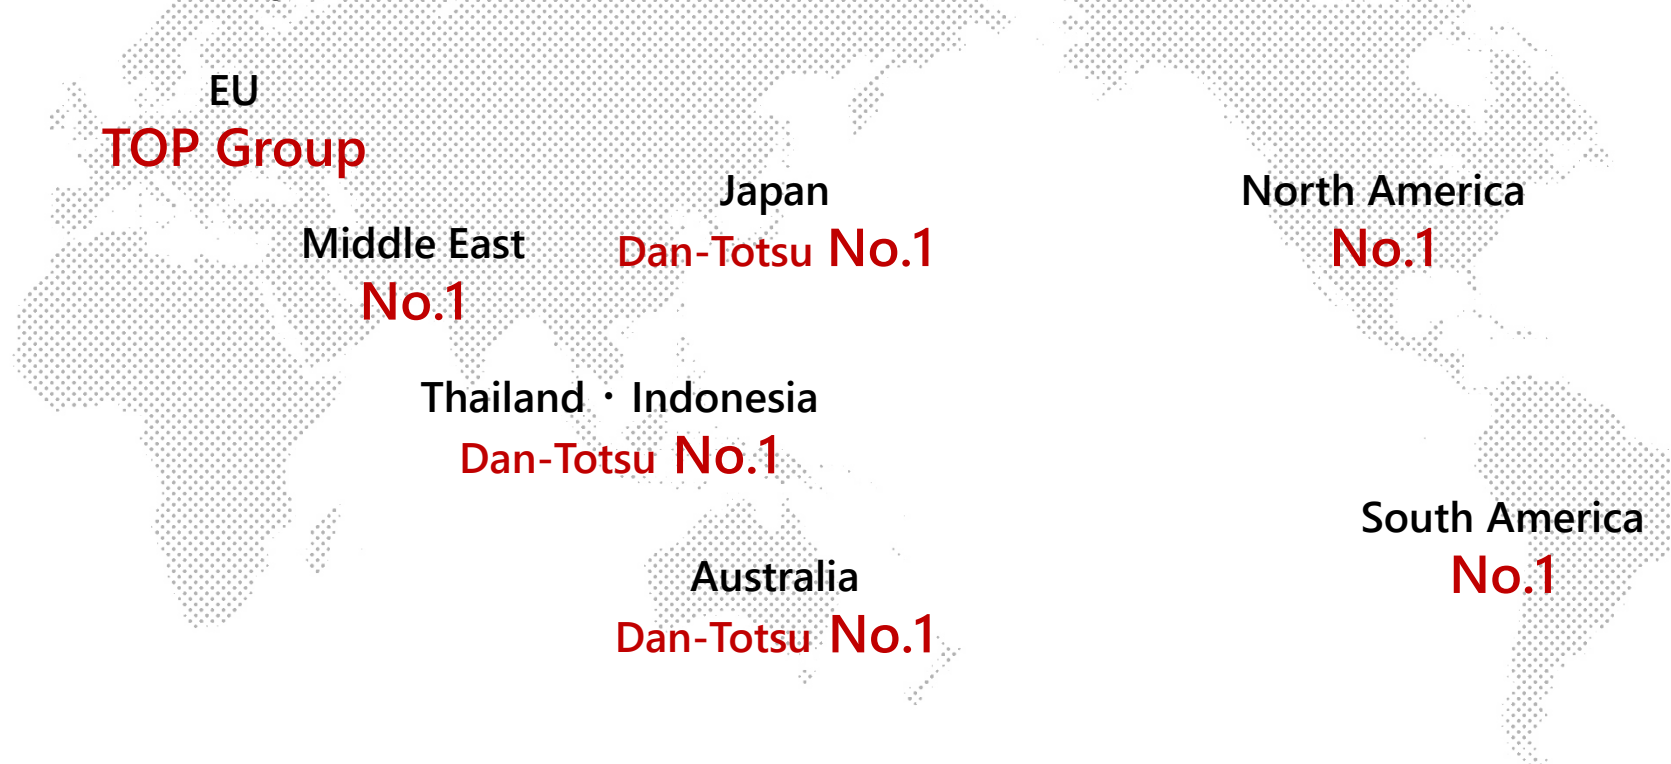 EU
TOP Group
Japan
Dan-Totsu No.1
North America
No.1
Middle East
No.1
Thailand・Indonesia
Dan-Totsu No.1
South America
No.1
Australia
Dan-Totsu No.1